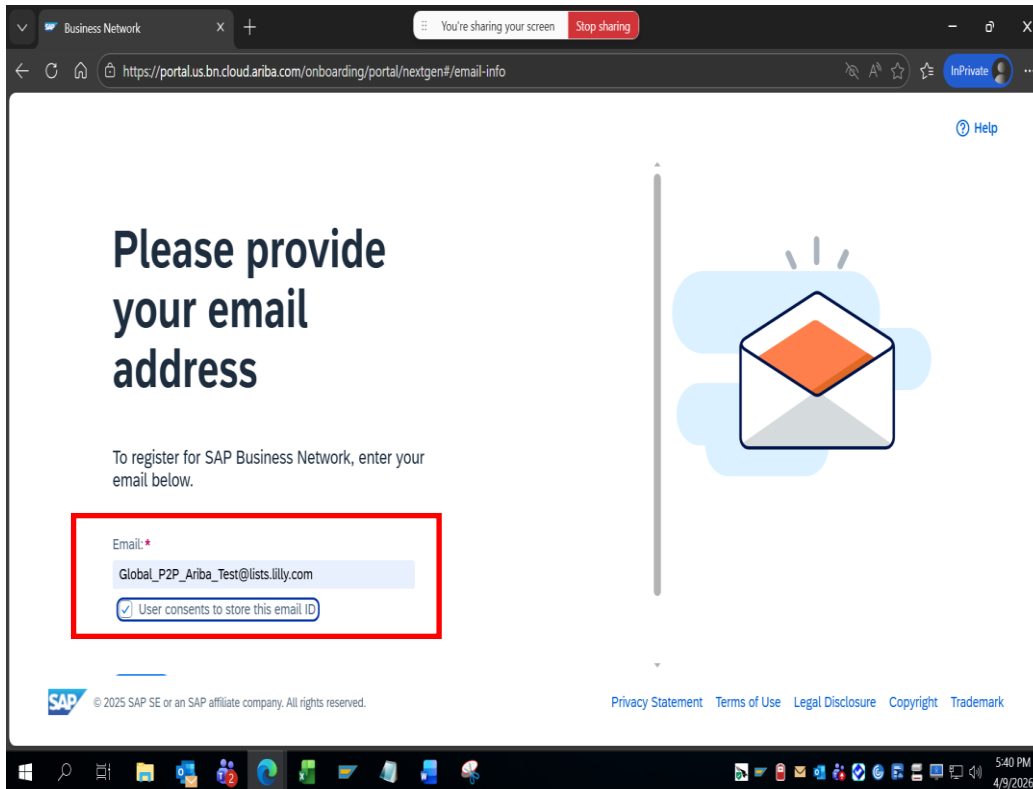 Business Network
You're sharing your screen
Stop sharing
https://portal.us.bn.cloud.ariba.com/onboarding/portal/nextgen#/email-info
InPrivate
Help
Please provide
your email
address
To register for SAP Business Network, enter your
email below.
Email:*
Global_P2P_Ariba_Test@lists.lilly.com
User consents to store this email ID
SAP
© 2025 SAP SE or an SAP affiliate company. All rights reserved.
Privacy Statement Terms of Use Legal Disclosure Copyright Trademark
5:40 PM
4/9/2026